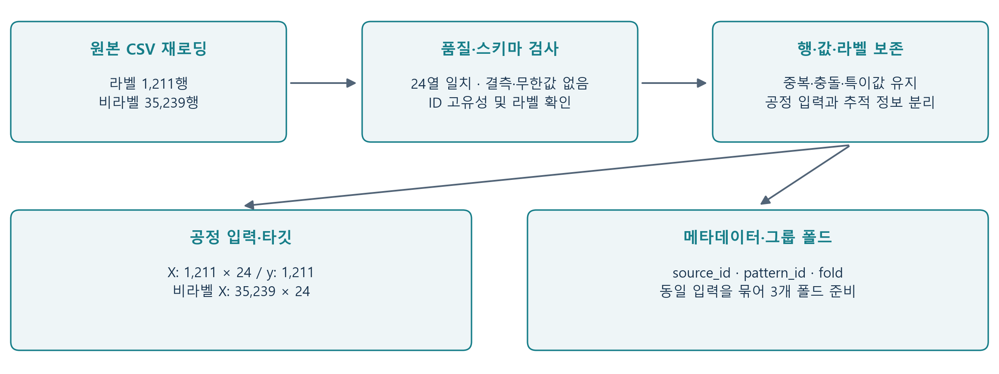 원본 CSV 재로딩
라벨 1,211행
비라벨 35,239행
품질·스키마 검사
24열 일치 · 결측·무한값 없음
ID 고유성 및 라벨 확인
행·값·라벨 보존
중복·충돌·특이값 유지
공정 입력과 추적 정보 분리
공정 입력·타깃
X: 1,211 × 24 / y: 1,211
비라벨 X: 35,239 × 24
메타데이터·그룹 폴드
source_id · pattern_id · fold
동일 입력을 묶어 3개 폴드 준비